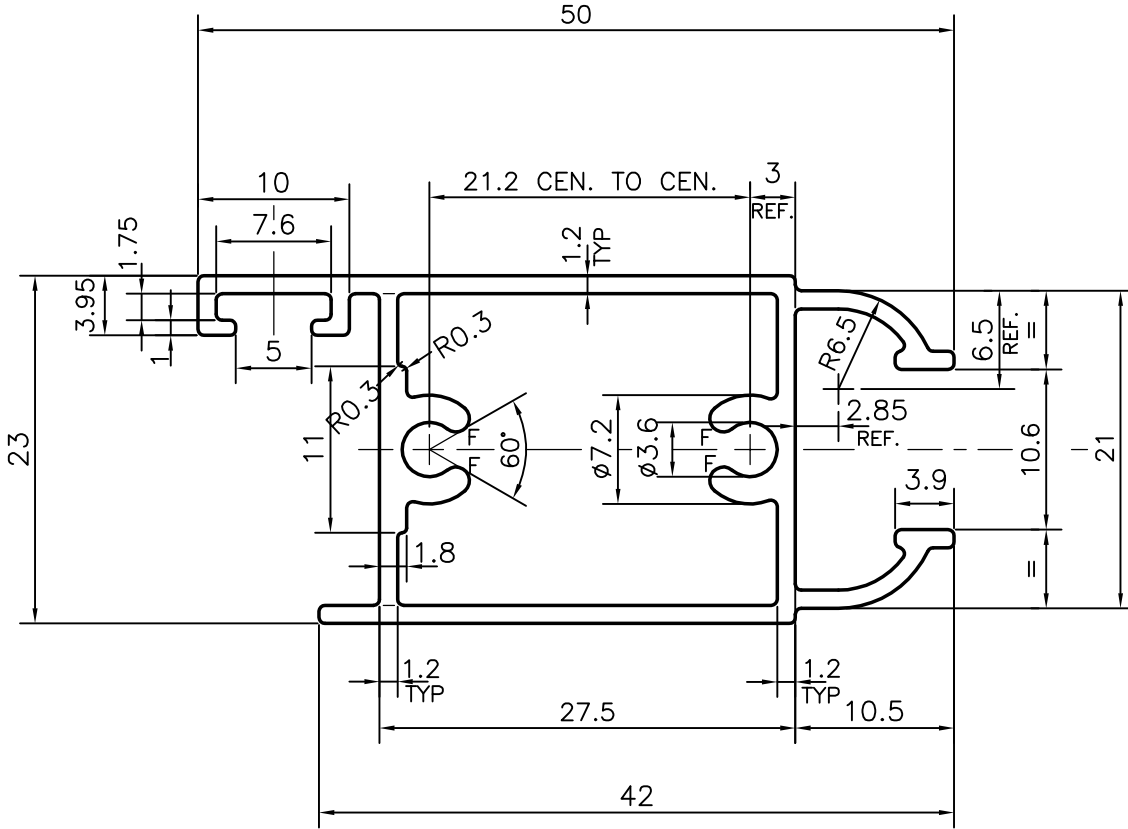 50
10
21.2 CEN. TO CEN.
3
REF.
7.6
1.75
1.2
TYP
3.95
1
5
R0.3
R0.3
R6.5
6.5
REF.
=
2.85
REF.
23
11
F
F
60°
ø7.2
ø3.6
F
F
10.6
21
3.9
1.8
=
1.2
TYP
1.2
TYP
27.5
10.5
42